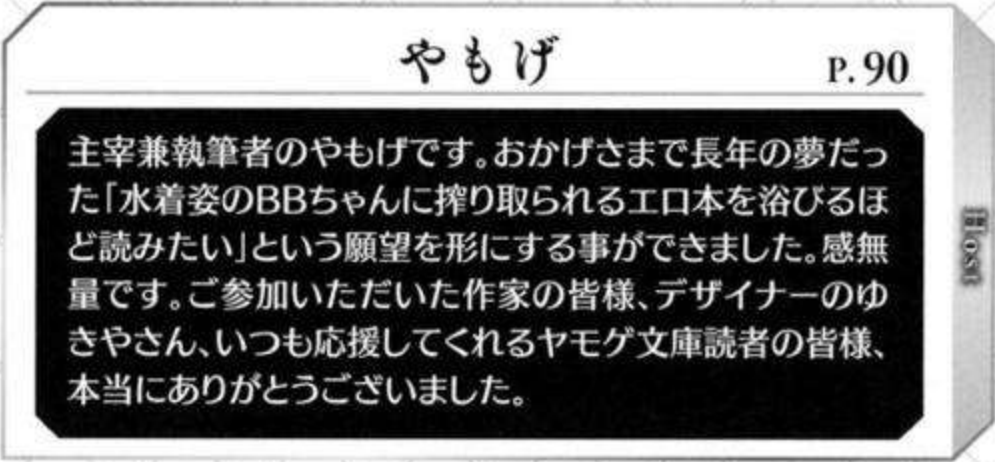 やもげ
P. 90
主宰兼執筆者のやもげです。おかげさまで長年の夢だっ
た「水着姿のBBちゃんに搾り取られるエロ本を浴びるほ
ど読みたい」という願望を形にする事ができました。感無
量です。ご参加いただいた作家の皆様、デザイナーのゆ
きやさん、いつも応援してくれるヤモゲ文庫読者の皆様、
本当にありがとうございました。
Host